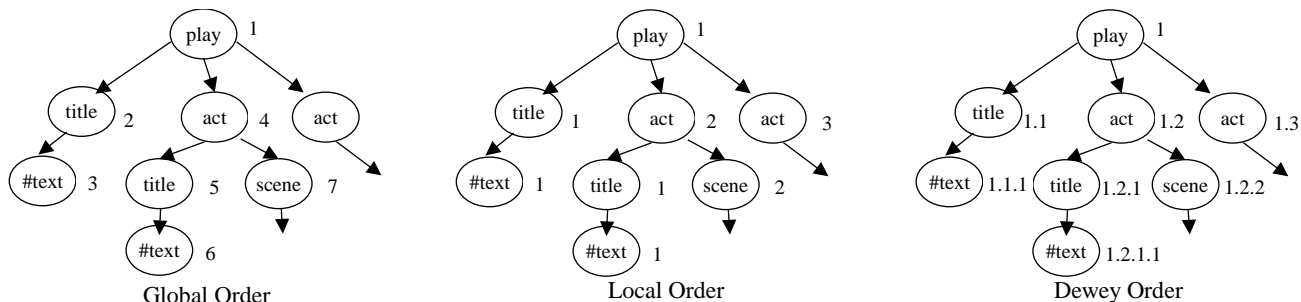 play 1
title 2
act 4
act
#text 3
title 5
scene 7
#text 6
Global Order
play 1
title 1
act 2
act 3
#text 1
title 1
scene 2
#text 1
Local Order
play 1
title 1.1
act 1.2
act 1.3
#text 1.1.1
title 1.2.1
scene 1.2.2
#text 1.2.1.1
Dewey Order